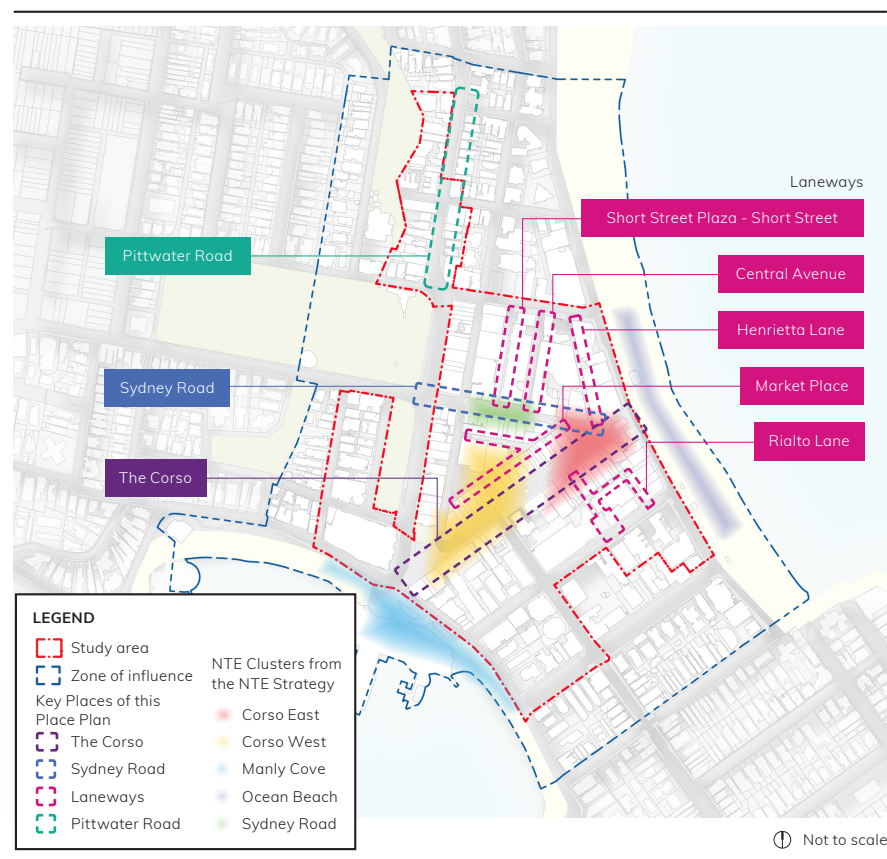 Laneways
Short Street Plaza - Short Street
Central Avenue
Henrietta Lane
Market Place
Rialto Lane
Pittwater Road
Sydney Road
The Corso
LEGEND
Study area
Zone of influence
Key Places of this
Place Plan
The Corso
Sydney Road
Laneways
Pittwater Road
NTE Clusters from
the NTE Strategy
Corso East
Corso West
Manly Cove
Ocean Beach
Sydney Road
Not to scale